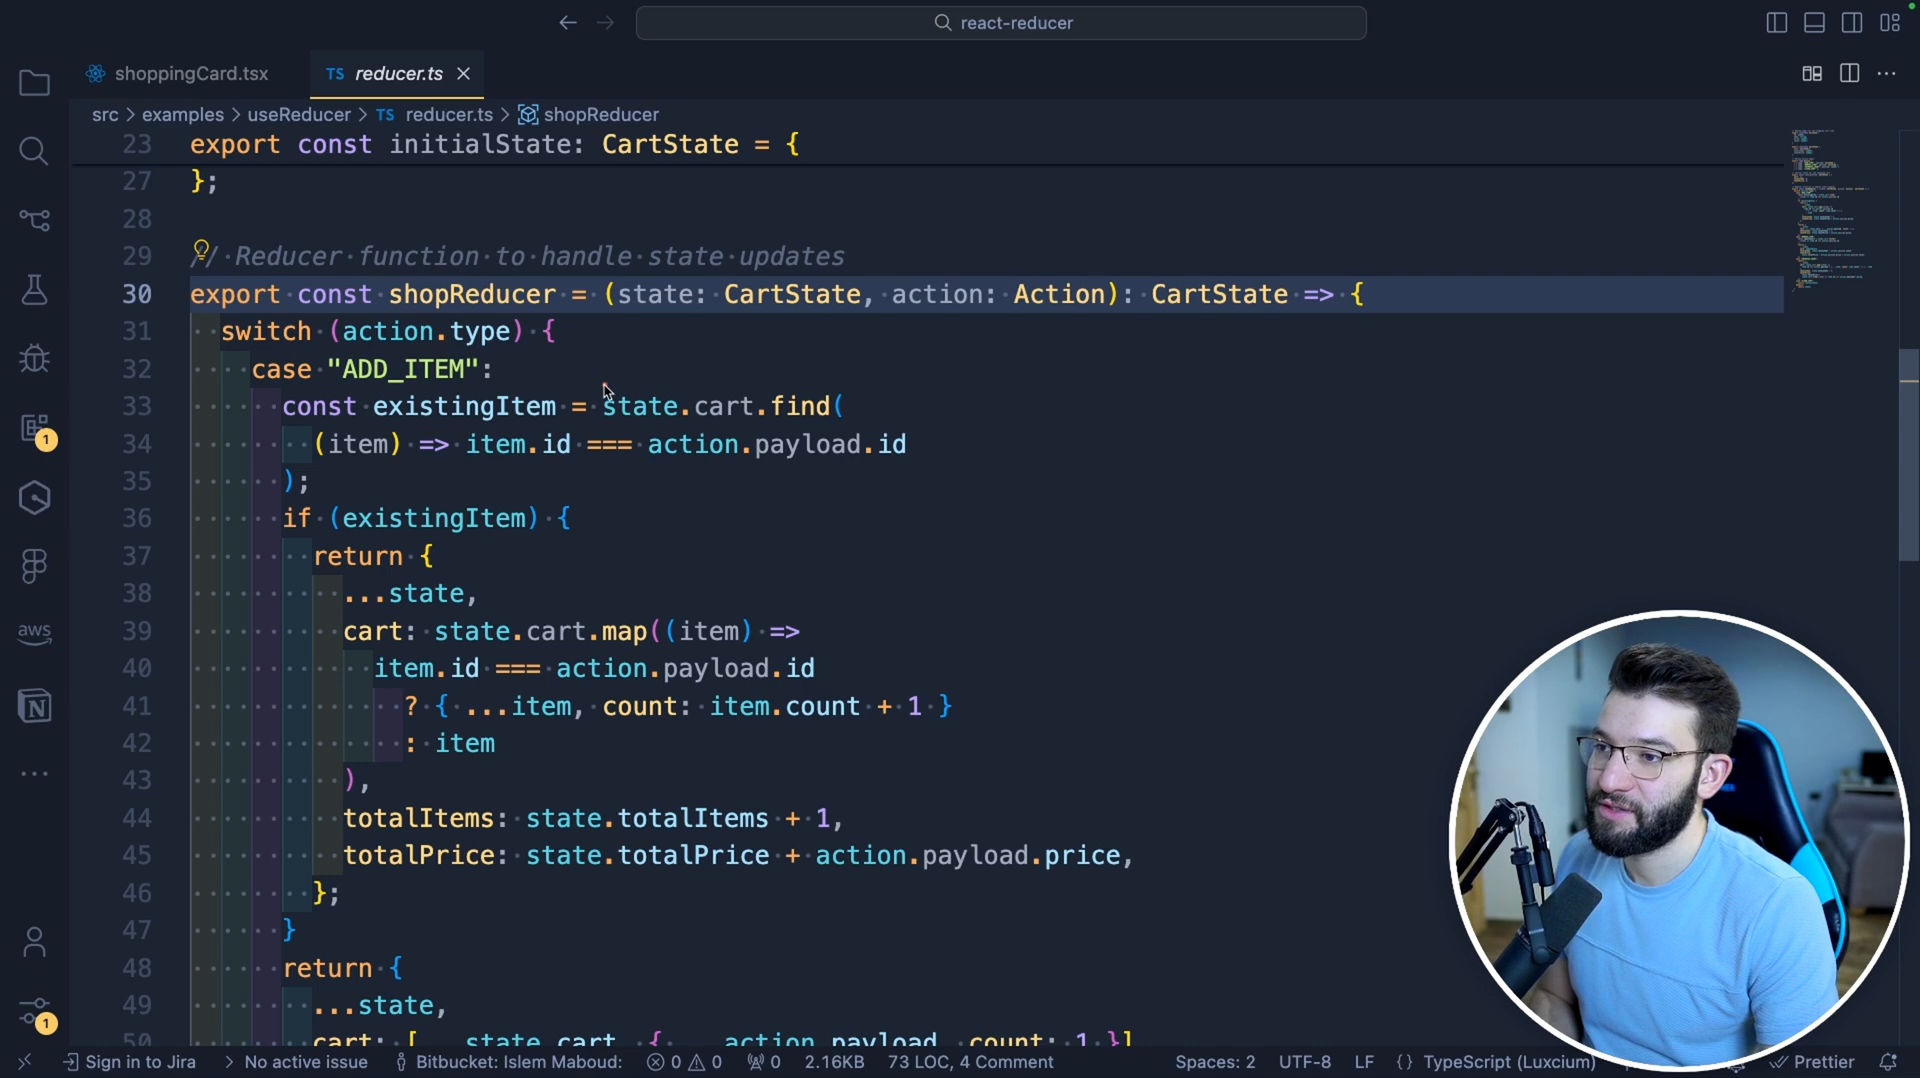 react-reducer
shoppingCard.tsx
TS reducer.ts
src > examples > useReducer > TS reducer.ts > shopReducer
23 export const initialState: CartState = {
27 };
28
29 // Reducer function to handle state updates
30 export const shopReducer = (state: CartState, action: Action): CartState => {
31 switch (action.type) {
32 case "ADD_ITEM":
33 const existingItem = state.cart.find(
34 (item) => item.id === action.payload.id
35 );
36 if (existingItem) {
37 return {
38 ...state,
39 cart: state.cart.map((item) =>
40 item.id === action.payload.id
41 ? { ...item, count: item.count + 1 }
42 : item
43 ),
44 totalItems: state.totalItems + 1,
45 totalPrice: state.totalPrice + action.payload.price,
46 };
47 }
48 return {
49 ...state,
50 cart: [...state.cart, { ...action.payload, count: 1 }]
1
aws
1
Sign in to Jira > No active issue Bitbucket: Islem Maboud: 0 0 0 2.16KB 73 LOC, 4 Comment Spaces: 2 UTF-8 LF {} TypeScript (Luxcium) Prettier